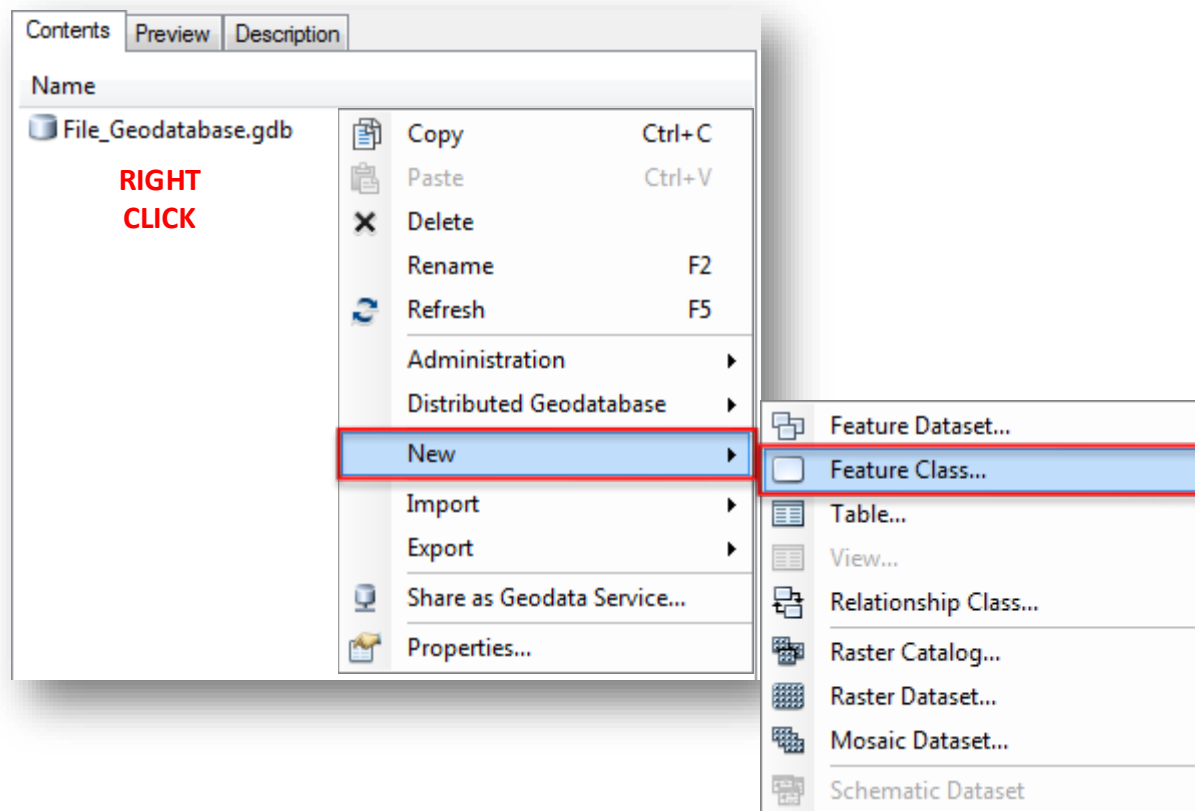 Contents Preview Description
Name
File_Geodatabase.gdb
RIGHT
CLICK
Copy Ctrl+C
Paste Ctrl+V
Delete
Rename F2
Refresh F5
Administration
Distributed Geodatabase
New
Import
Export
Share as Geodata Service...
Properties...
Feature Dataset...
Feature Class...
Table...
View...
Relationship Class...
Raster Catalog...
Raster Dataset...
Mosaic Dataset...
Schematic Dataset